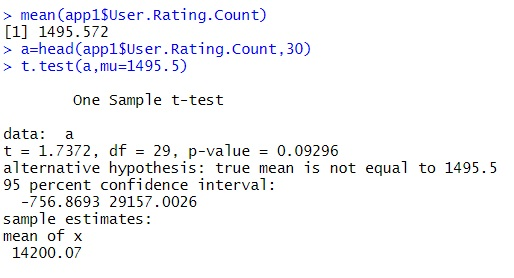 > mean(app1$User.Rating.Count)
[1] 1495.572
> a=head(app1$User.Rating.Count,30)
> t.test(a,mu=1495.5)
One Sample t-test
data:  a
t = 1.7372, df = 29, p-value = 0.09296
alternative hypothesis: true mean is not equal to 1495.5
95 percent confidence interval:
-756.8693 29157.0026
sample estimates:
mean of x
14200.07